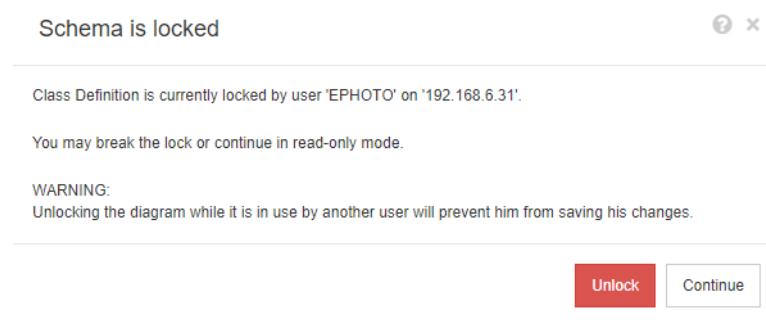 Schema is locked
Class Definition is currently locked by user 'EPHOTO' on '192.168.6.31'.
You may break the lock or continue in read-only mode.
WARNING:
Unlocking the diagram while it is in use by another user will prevent him from saving his changes.
Unlock
Continue